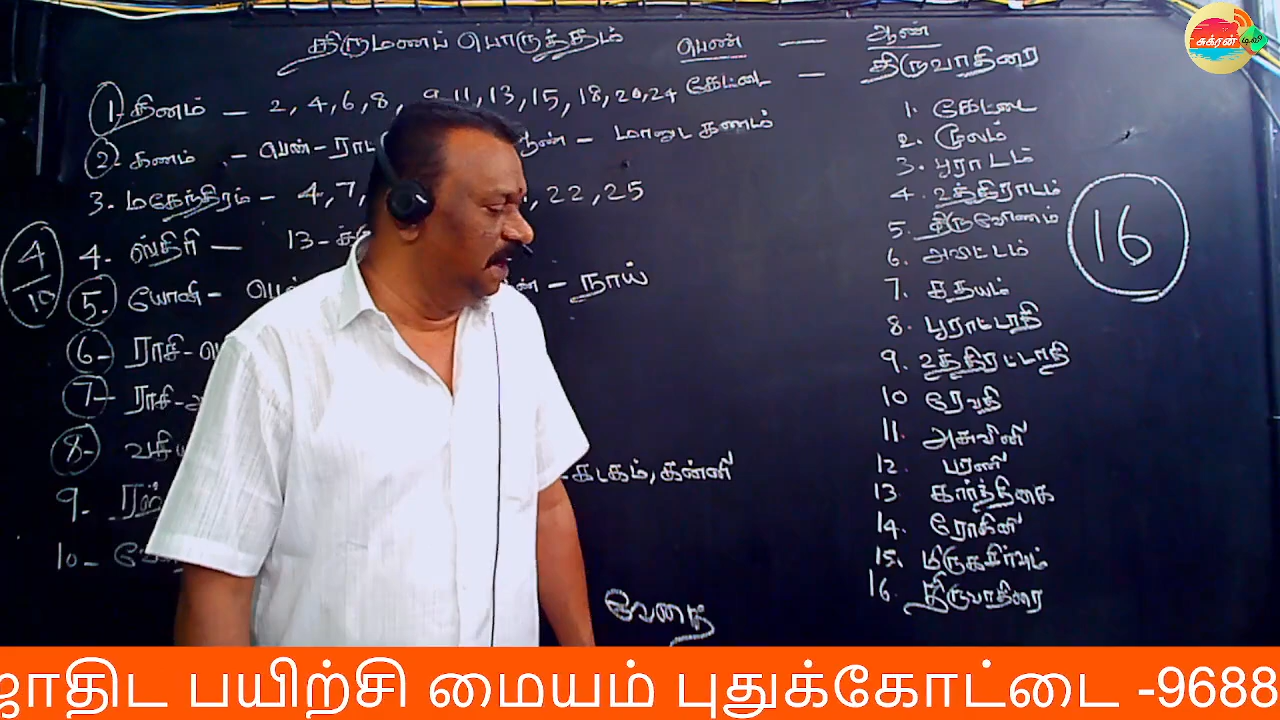 திருமணப் பொருத்தம் பெண் — ஆண்
கேட்டை — திருவாதிரை
சுக்ரன் டிவி
1. தினம் — 2, 4, 6, 8, 9, 11, 13, 15, 18, 20, 24
2. கணம் - பெண் - ராட் ஆண் - மானுட கணம்
3. மகேந்திரம் - 4, 7, 22, 25
4. ஸ்திரி — 13 -
4/10
5. யோனி - பெண் - நாய்
6 - ராசி -
7 - ராசி -
8 -
- கடகம், கன்னி
9 -
10 -
வேதை
1. கேட்டை
2. மூலம்
3. பூராடம்
4. உத்திராடம்
5. திருவோணம்
6. அவிட்டம்
7. சதயம்
8. பூரட்டாதி
9. உத்திரட்டாதி
10 ரேவதி
11. அசுவினி
12. பரணி
13. கார்த்திகை
14. ரோகினி
15. மிருகசிர்ஷம்
16. திருவாதிரை
16
ஜாதிட பயிற்சி மையம் புதுக்கோட்டை -9688